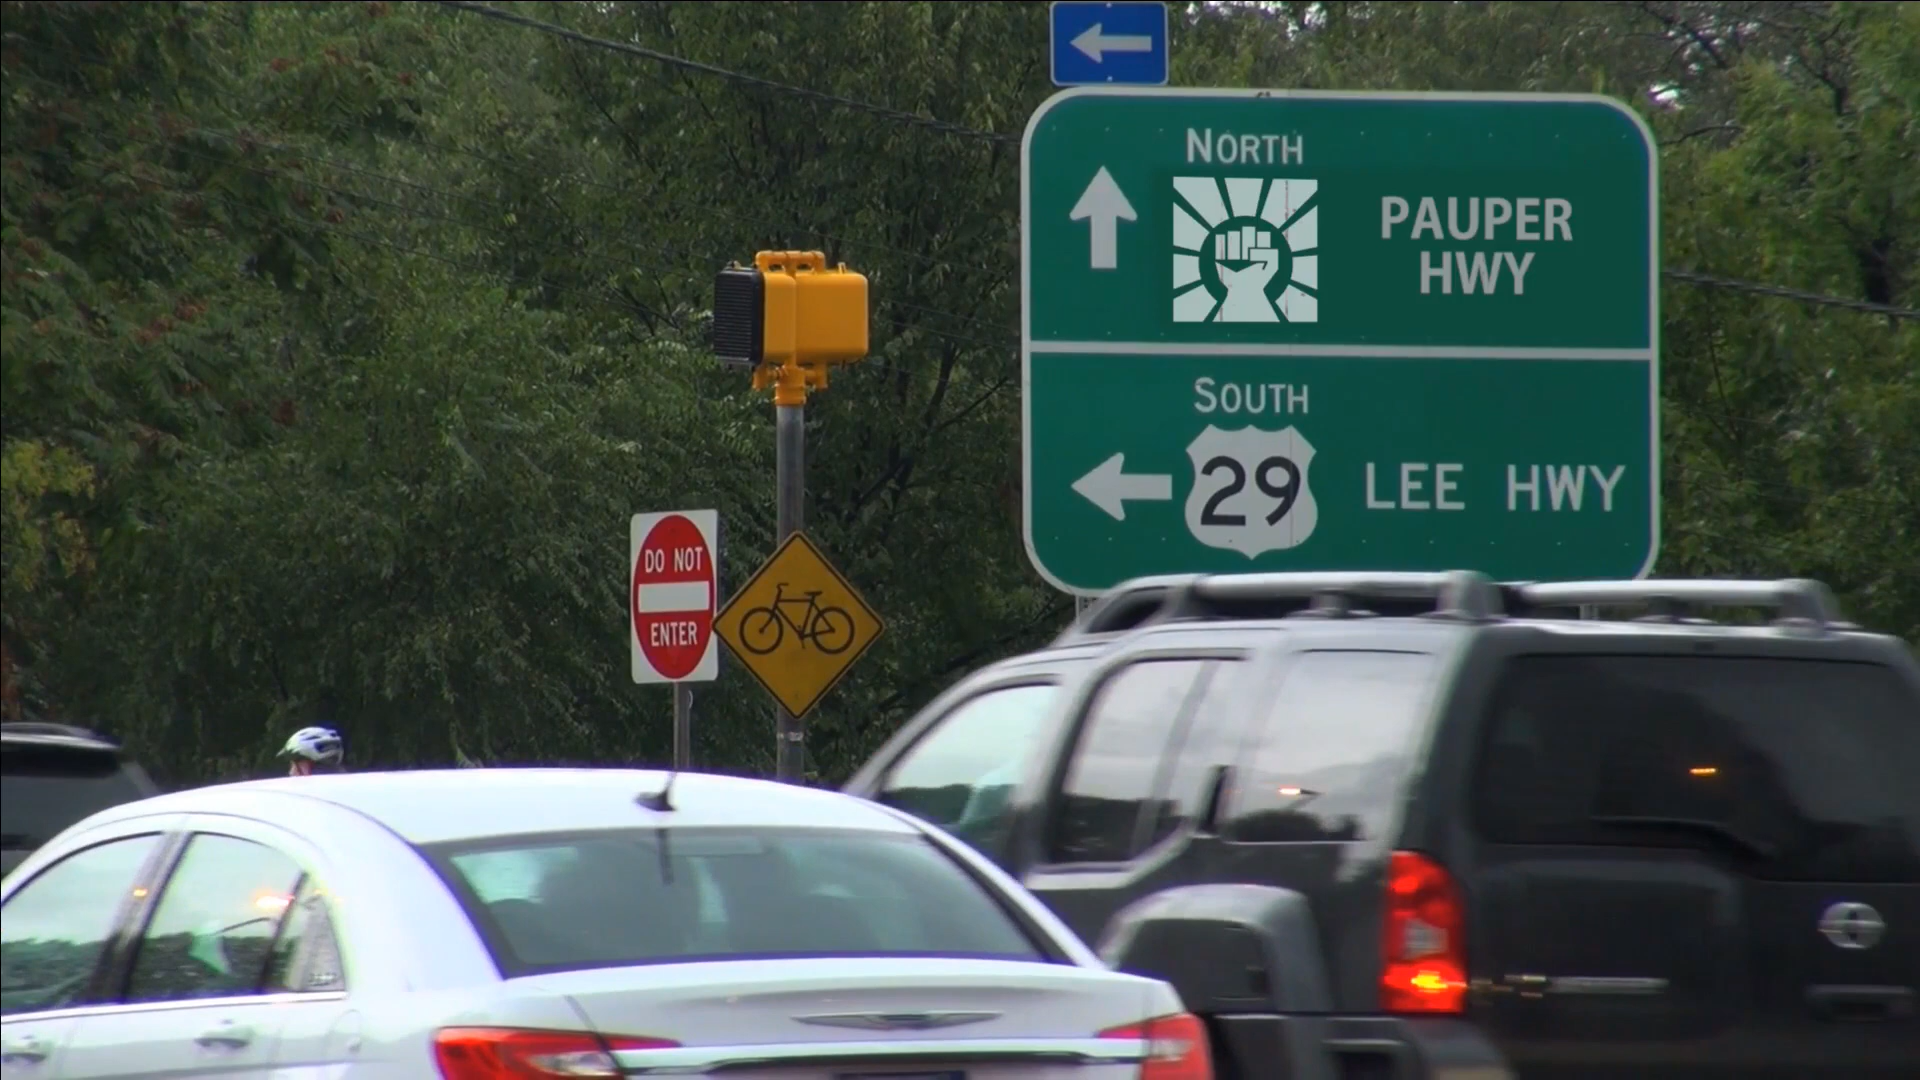 NORTH
PAUPER
HWY
SOUTH
29 LEE HWY
DO NOT
ENTER